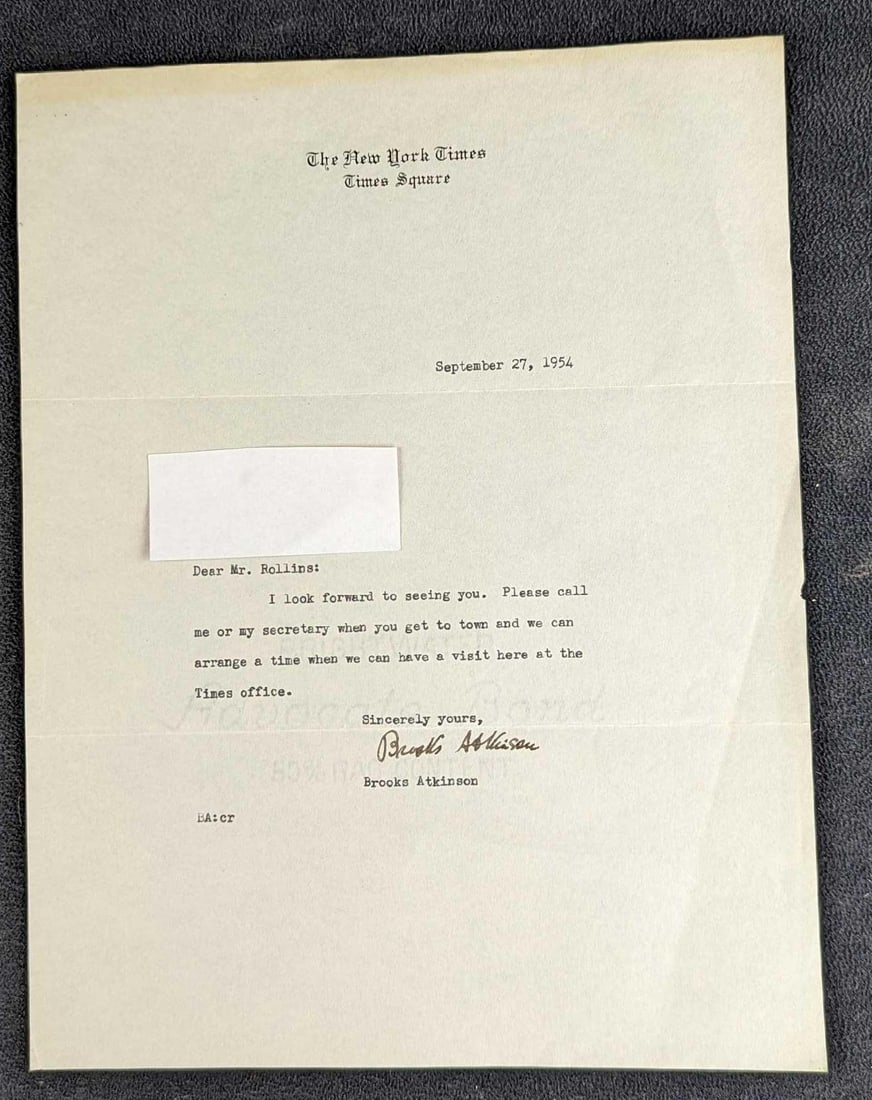 The New York Times
Times Square
September 27, 1954
Dear Mr. Rollins:
I look forward to seeing you. Please call
me or my secretary when you get to town and we can
arrange a time when we can have a visit here at the
Times office.
Sincerely yours,
Brooks Atkinson
Brooks Atkinson
BA:cr
Advocate Bond